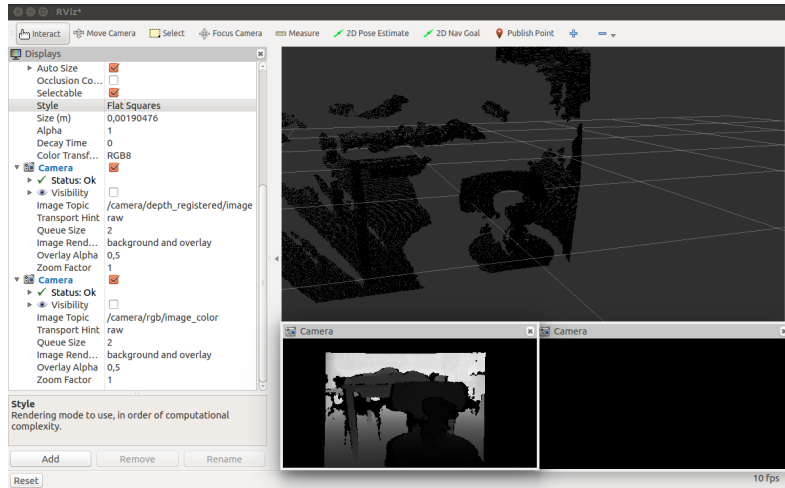 RViz*
Interact Move Camera Select Focus Camera Measure 2D Pose Estimate 2D Nav Goal Publish Point
Displays
Auto Size
Occlusion Co...
Selectable
Style Flat Squares
Size (m) 0,00190476
Alpha 1
Decay Time 0
Color Transf... RGB8
Camera
Status: Ok
Visibility
Image Topic /camera/depth_registered/image
Transport Hint raw
Queue Size 2
Image Rend... background and overlay
Overlay Alpha 0,5
Zoom Factor 1
Camera
Status: Ok
Visibility
Image Topic /camera/rgb/image_color
Transport Hint raw
Queue Size 2
Image Rend... background and overlay
Overlay Alpha 0,5
Zoom Factor 1
Style
Rendering mode to use, in order of computational
complexity.
Add Remove Rename
Camera
Camera
Reset
10 fps